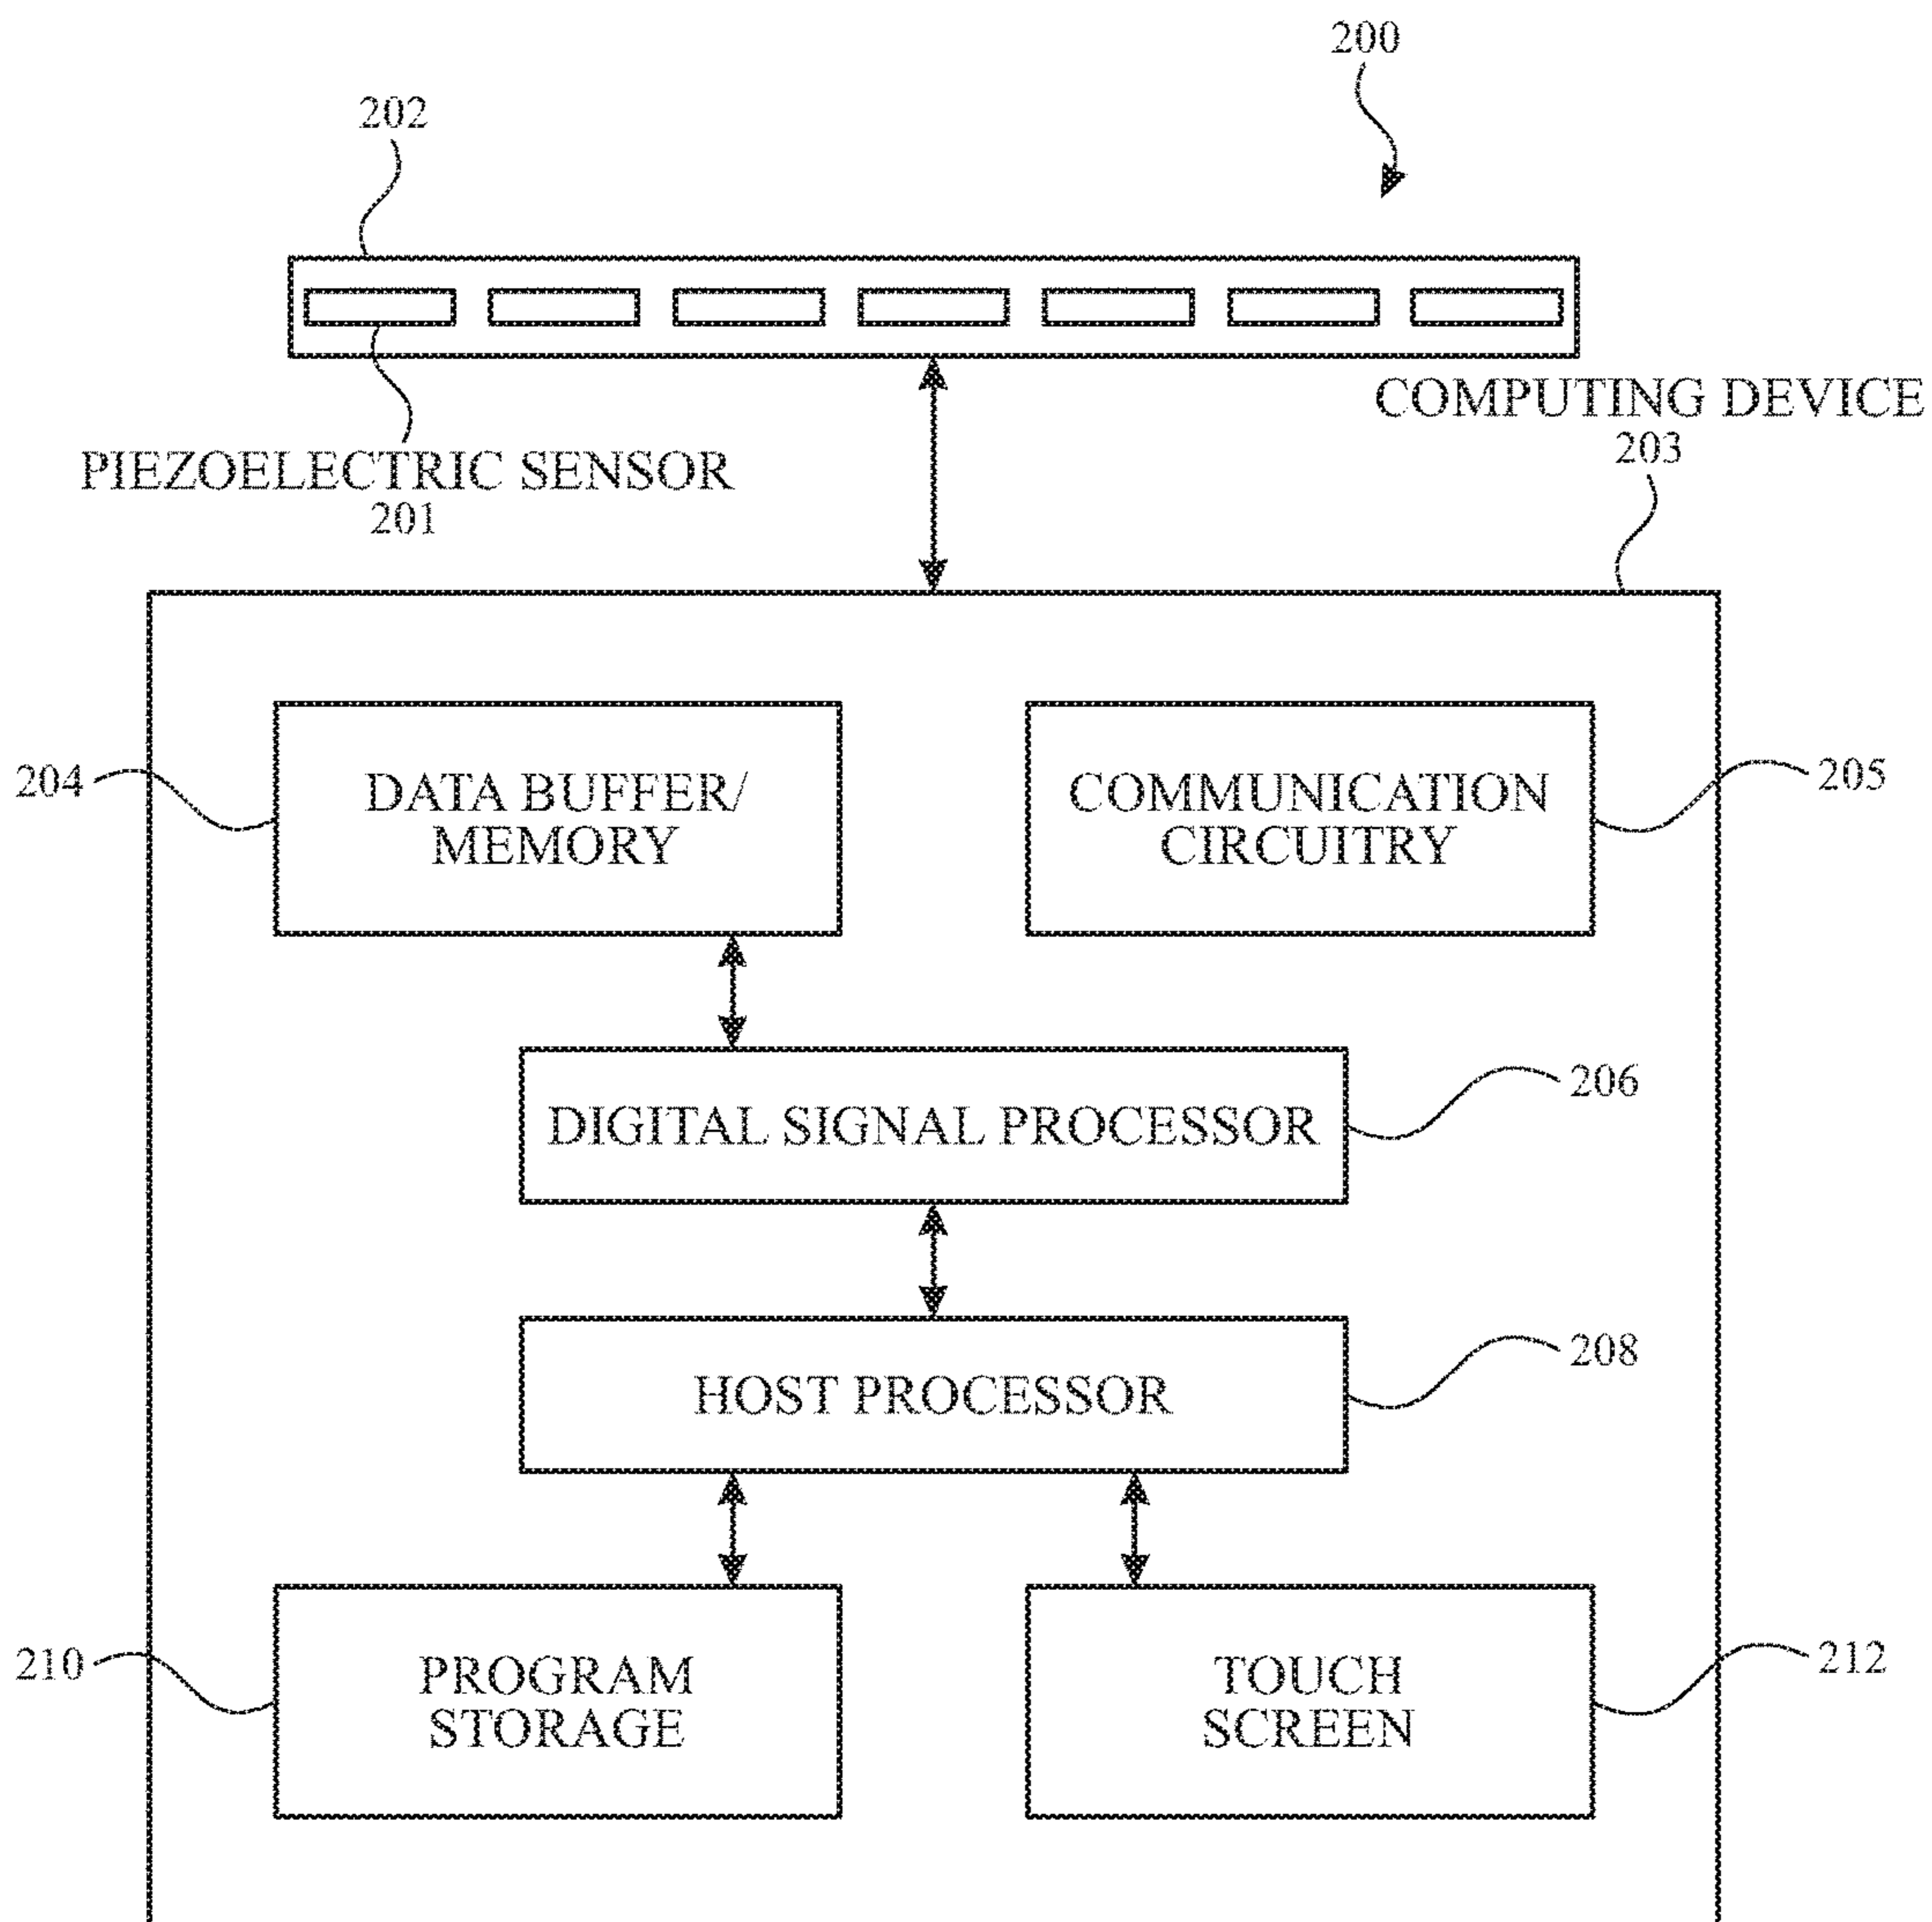 200
202
COMPUTING DEVICE
203
PIEZOELECTRIC SENSOR
201
204
DATA BUFFER/
MEMORY
COMMUNICATION
CIRCUITRY
205
DIGITAL SIGNAL PROCESSOR
206
HOST PROCESSOR
208
210
PROGRAM
STORAGE
TOUCH
SCREEN
212